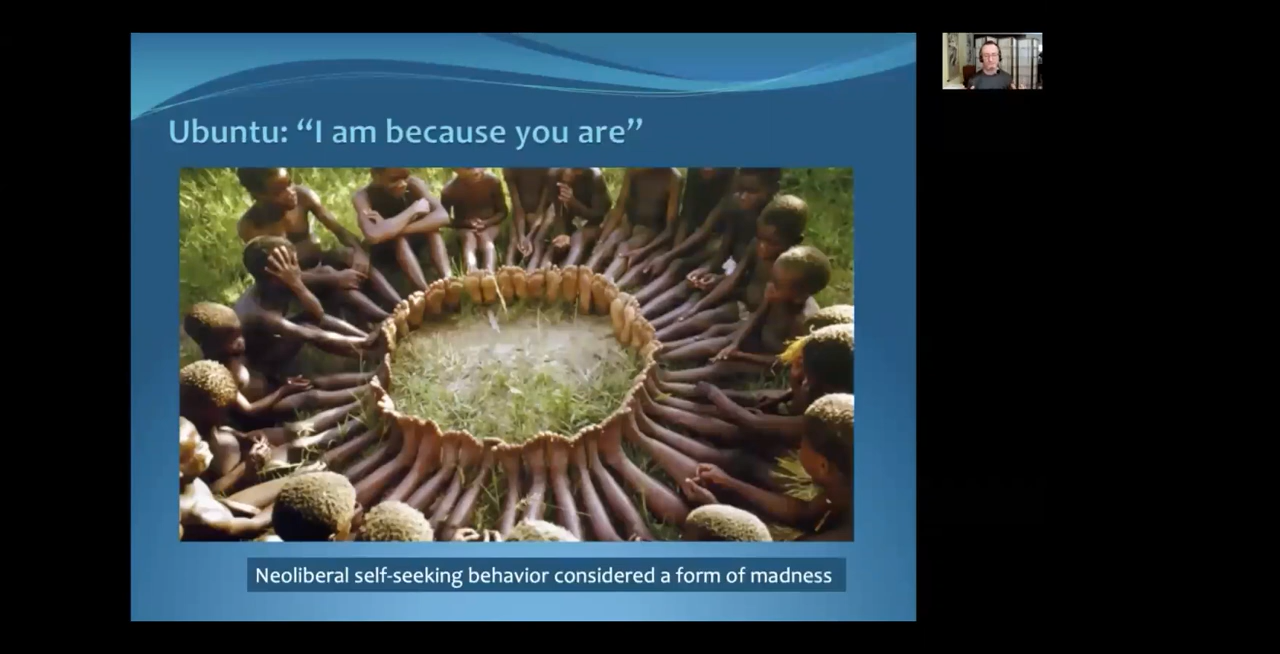 Ubuntu: “I am because you are”
Neoliberal self-seeking behavior considered a form of madness